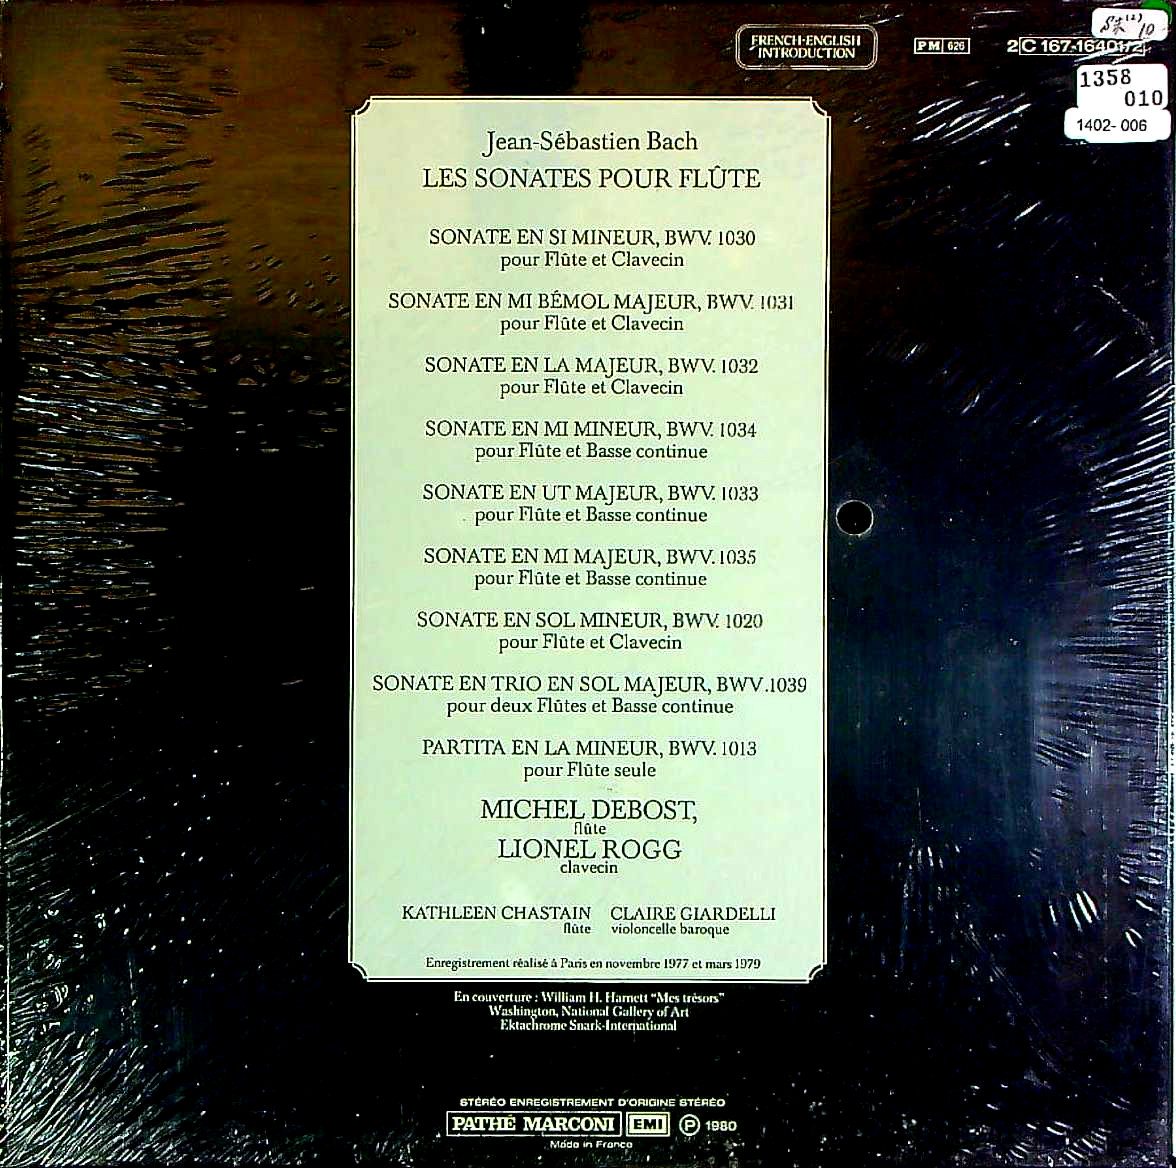 FRENCH-ENGLISH
INTRODUCTION
PM 626
2C 167-16401/2
10
1358
010
1402-006
Jean-Sébastien Bach
LES SONATES POUR FLÛTE
SONATE EN SI MINEUR, BWV. 1030
pour Flûte et Clavecin
SONATE EN MI BÉMOL MAJEUR, BWV. 1031
pour Flûte et Clavecin
SONATE EN LA MAJEUR, BWV. 1032
pour Flûte et Clavecin
SONATE EN MI MINEUR, BWV. 1034
pour Flûte et Basse continue
SONATE EN UT MAJEUR, BWV. 1033
pour Flûte et Basse continue
SONATE EN MI MAJEUR, BWV. 1035
pour Flûte et Basse continue
SONATE EN SOL MINEUR, BWV. 1020
pour Flûte et Clavecin
SONATE EN TRIO EN SOL MAJEUR, BWV.1039
pour deux Flûtes et Basse continue
PARTITA EN LA MINEUR, BWV. 1013
pour Flûte seule
MICHEL DEBOST,
flûte
LIONEL ROGG
clavecin
KATHLEEN CHASTAIN CLAIRE GIARDELLI
flûte violoncelle baroque
Enregistrement réalisé à Paris en novembre 1977 et mars 1979
En couverture : William H. Harnett "Mes trésors"
Washington, National Gallery of Art
Ektachrome Snark-International
STÉRÉO ENREGISTREMENT D'ORIGINE STÉRÉO
PATHÉ MARCONI EMI ℗ 1980
Made in France